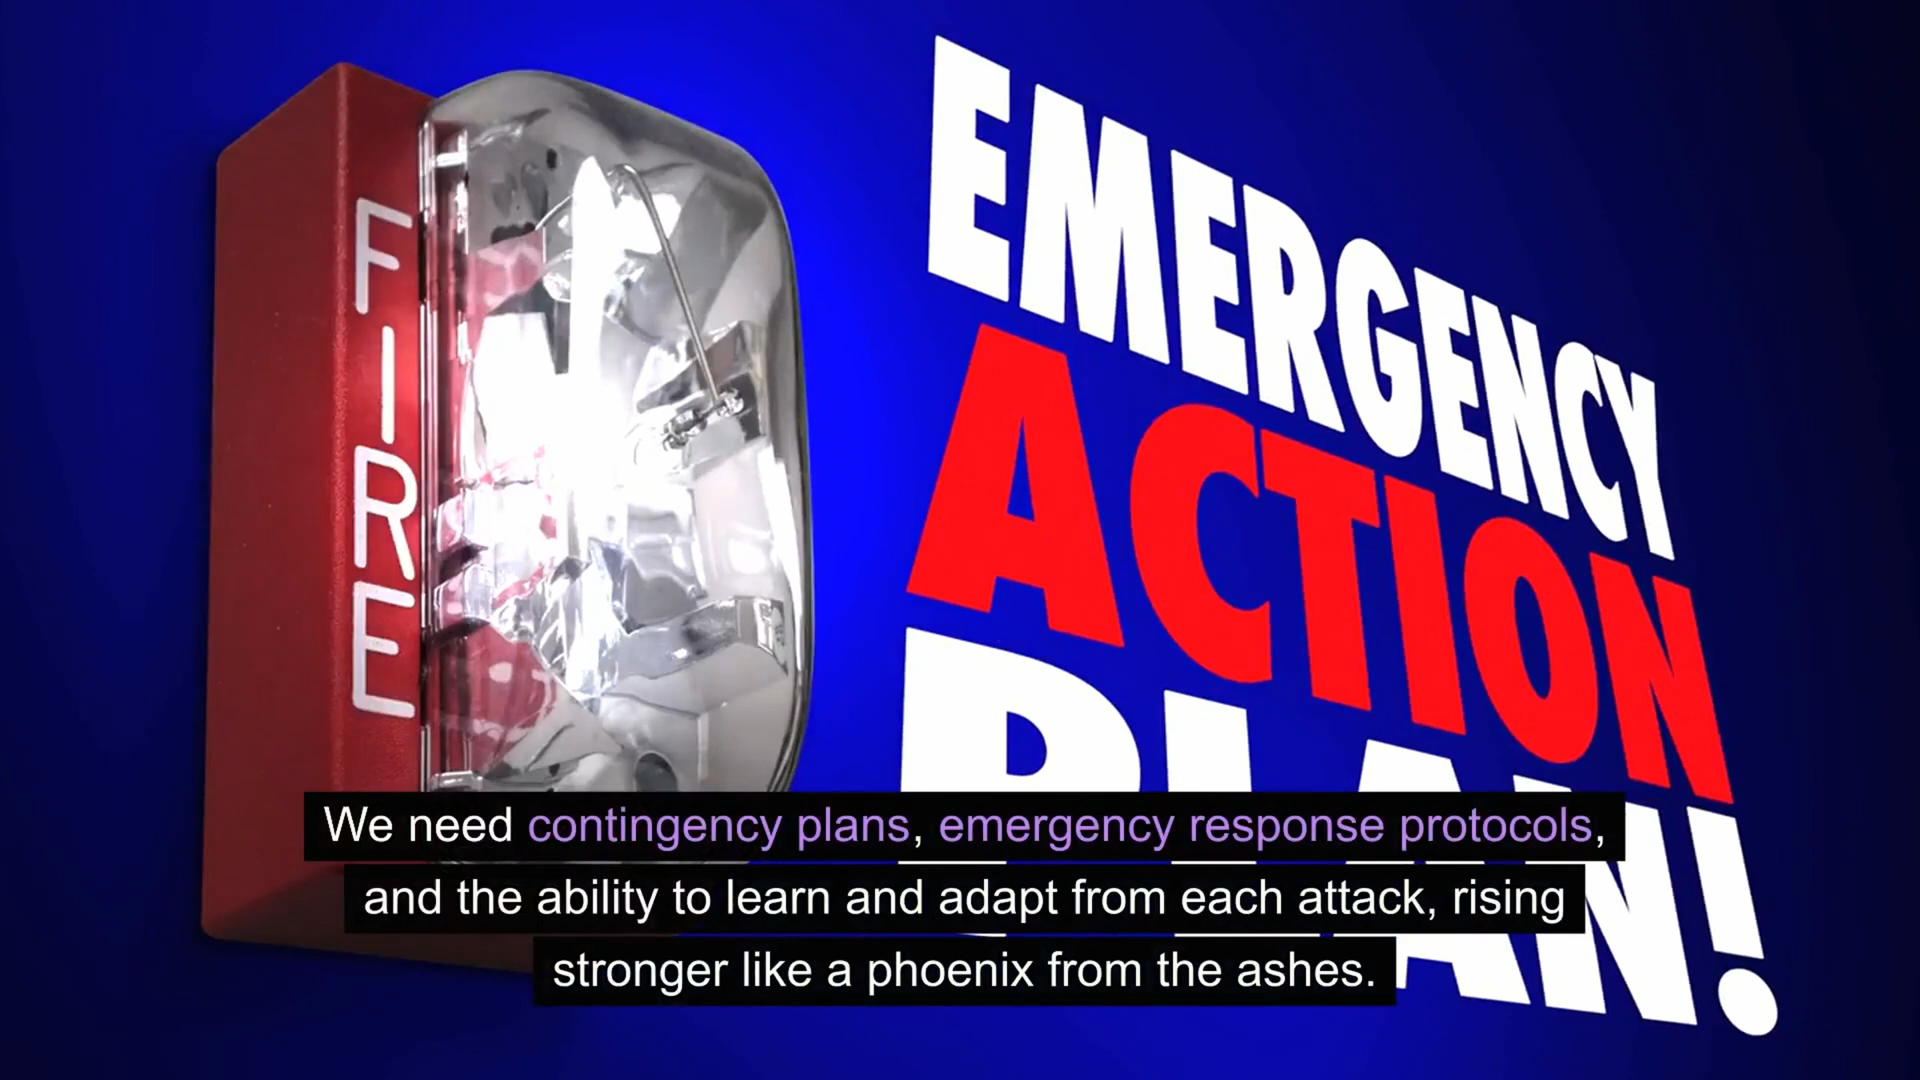 FIRE
EMERGENCY
ACTION
PLAN!
We need contingency plans, emergency response protocols,
and the ability to learn and adapt from each attack, rising
stronger like a phoenix from the ashes.